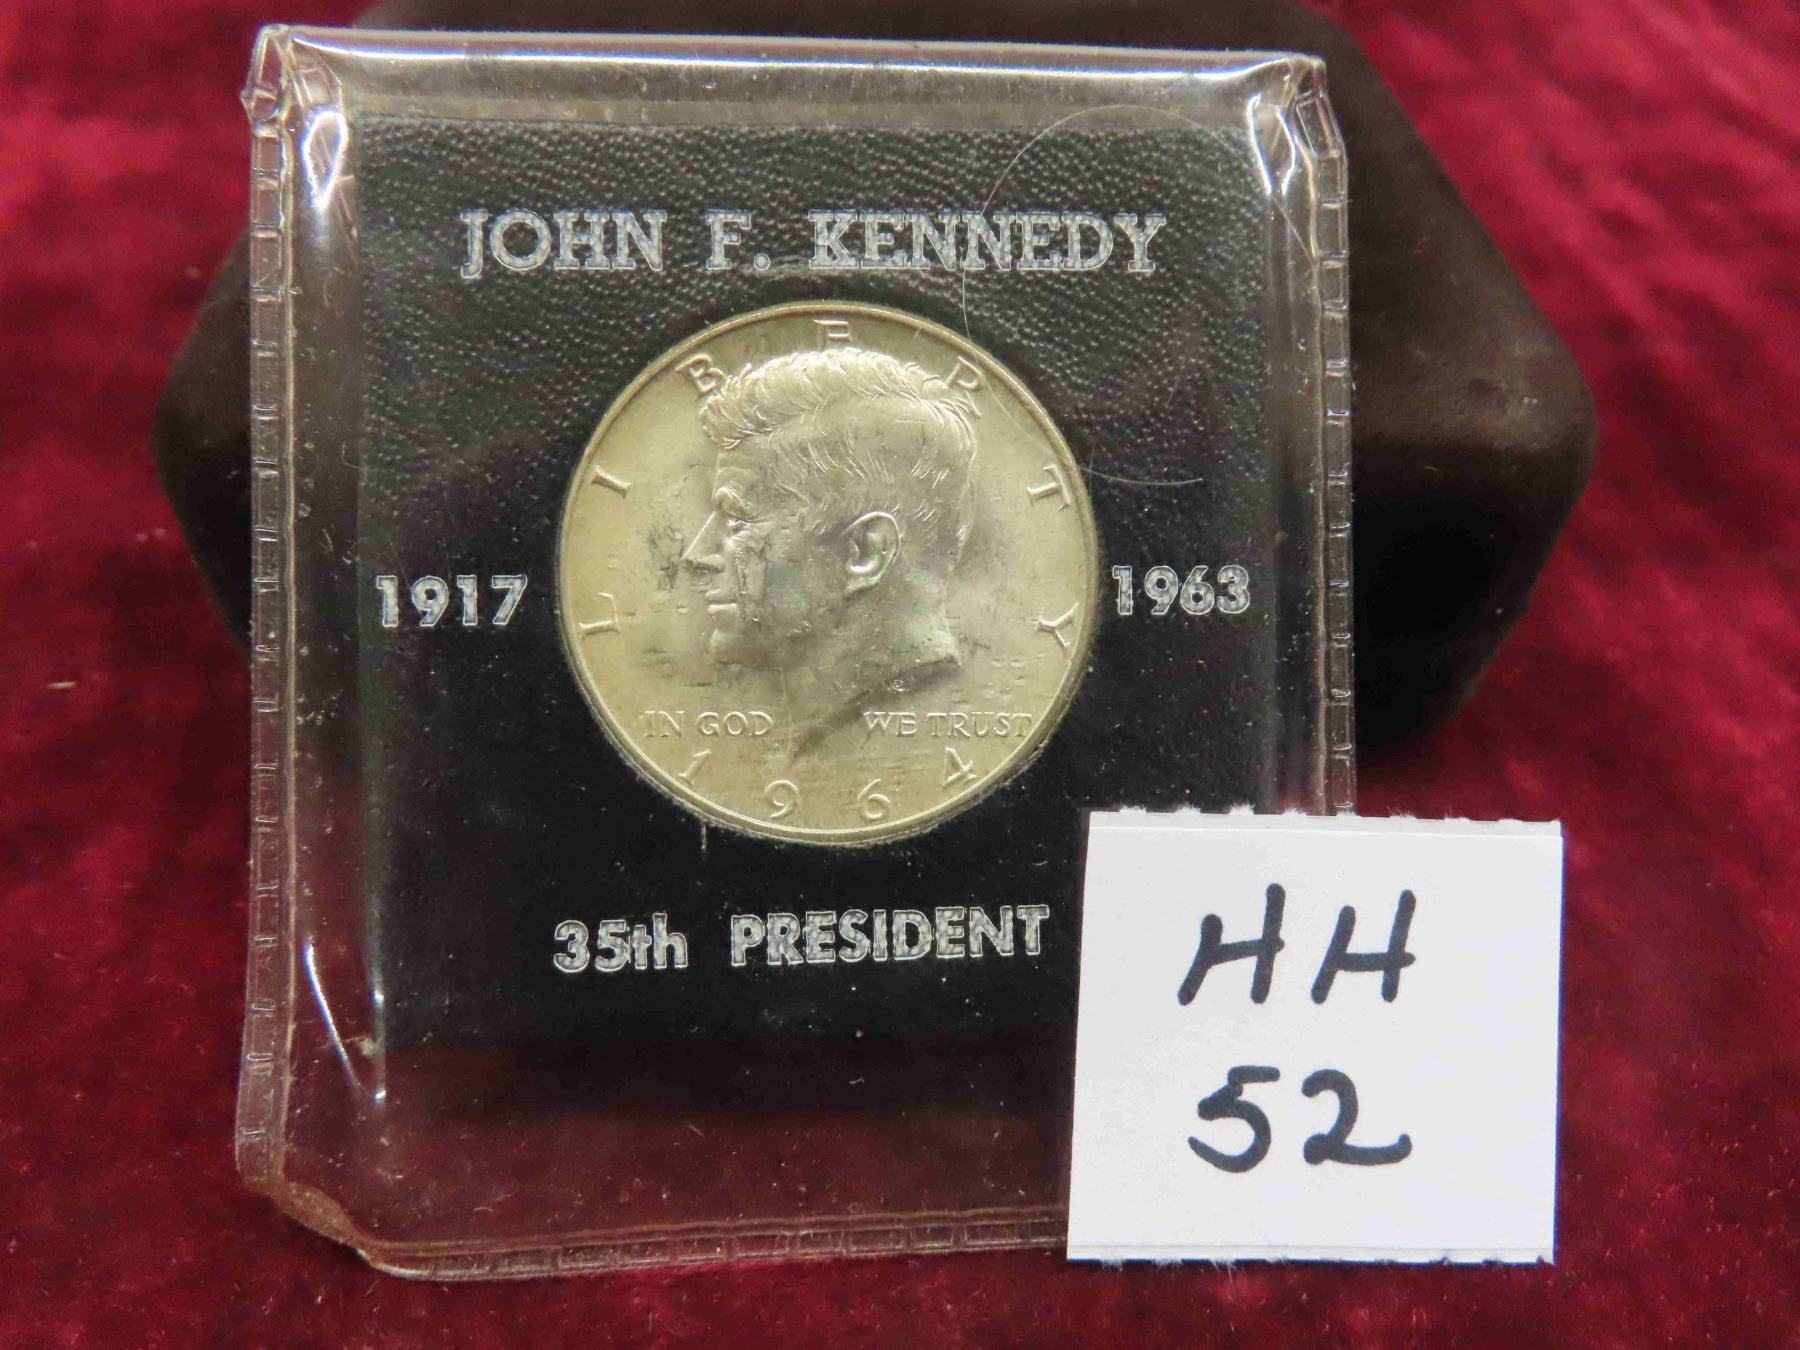 JOHN F. KENNEDY
LIBERTY
1917
1963
IN GOD WE TRUST
1964
35th PRESIDENT
HH
52